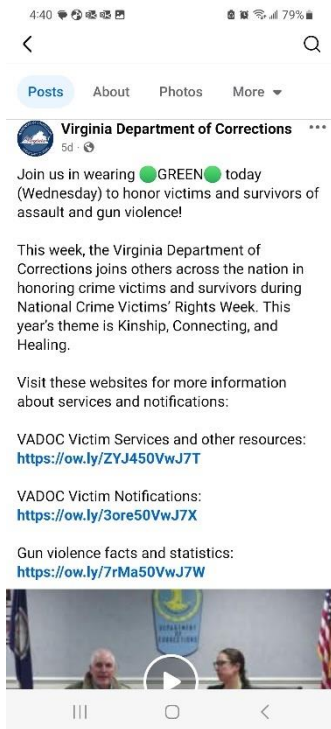 4:40 79%
Posts About Photos More
Virginia Department of Corrections
5d ·
Join us in wearing 🟢GREEN🟢 today
(Wednesday) to honor victims and survivors of
assault and gun violence!
This week, the Virginia Department of
Corrections joins others across the nation in
honoring crime victims and survivors during
National Crime Victims' Rights Week. This
year's theme is Kinship, Connecting, and
Healing.
Visit these websites for more information
about services and notifications:
VADOC Victim Services and other resources:
https://ow.ly/ZYJ450VwJ7T
VADOC Victim Notifications:
https://ow.ly/3ore50VwJ7X
Gun violence facts and statistics:
https://ow.ly/7rMa50VwJ7W
DEPARTMENT
OF
CORRECTIONS